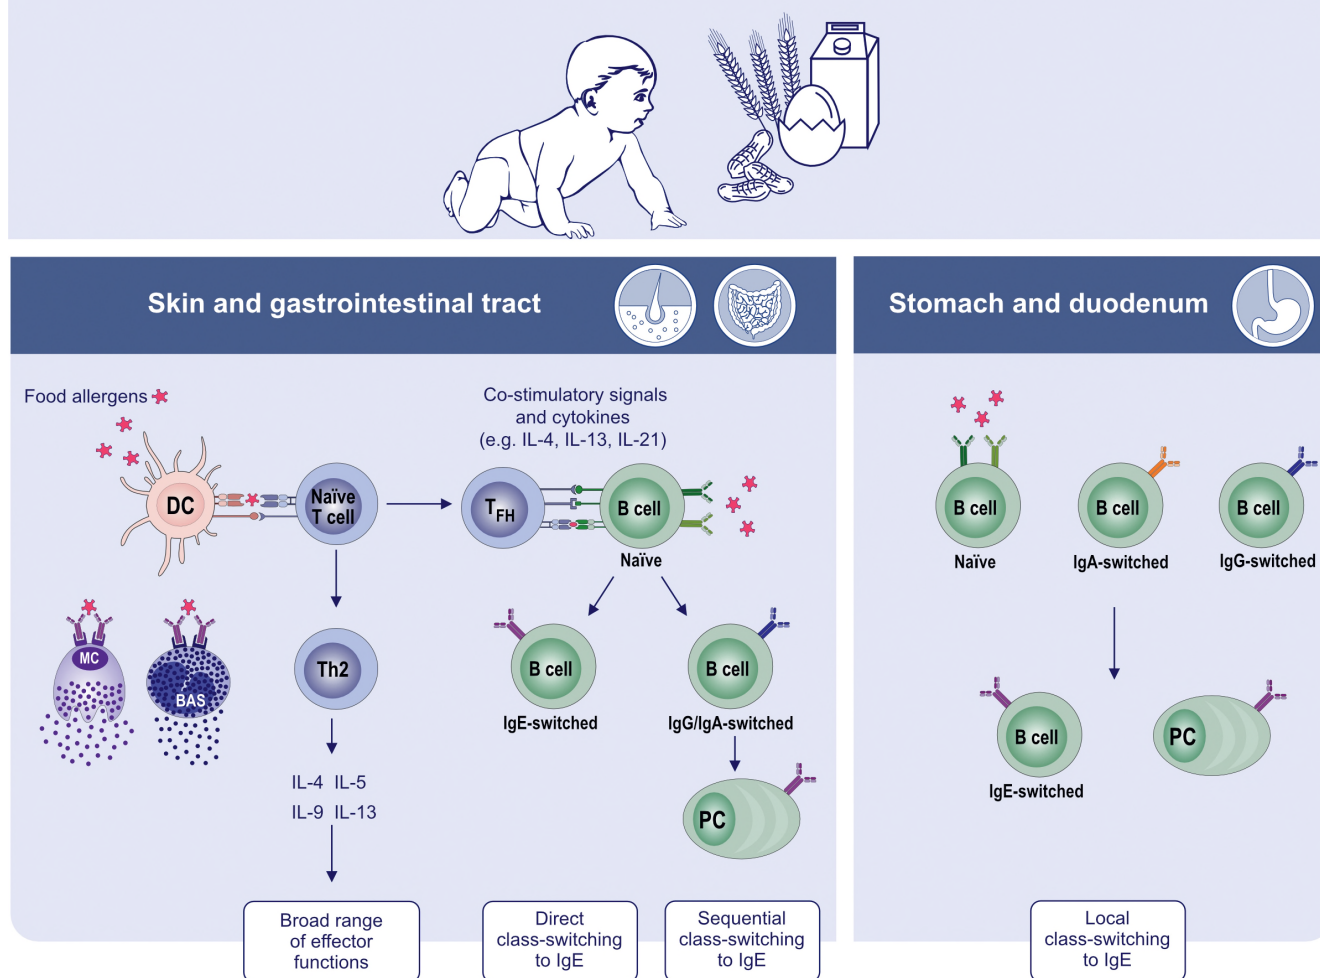 Skin and gastrointestinal tract
Food allergens
Co-stimulatory signals
and cytokines
(e.g. IL-4, IL-13, IL-21)
DC
Naïve
T cell
TFH
B cell
Naïve
MC
BAS
Th2
B cell
IgE-switched
B cell
IgG/IgA-switched
IL-4 IL-5
IL-9 IL-13
PC
Broad range
of effector
functions
Direct
class-switching
to IgE
Sequential
class-switching
to IgE
Stomach and duodenum
B cell
Naïve
B cell
IgA-switched
B cell
IgG-switched
B cell
IgE-switched
PC
Local
class-switching
to IgE